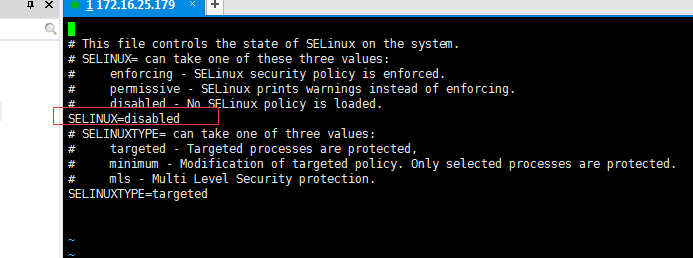 1 172.16.25.179
# This file controls the state of SELinux on the system.
# SELINUX= can take one of these three values:
#     enforcing - SELinux security policy is enforced.
#     permissive - SELinux prints warnings instead of enforcing.
#     disabled - No SELinux policy is loaded.
SELINUX=disabled
# SELINUXTYPE= can take one of three values:
#     targeted - Targeted processes are protected,
#     minimum - Modification of targeted policy. Only selected processes are protected.
#     mls - Multi Level Security protection.
SELINUXTYPE=targeted
~
~